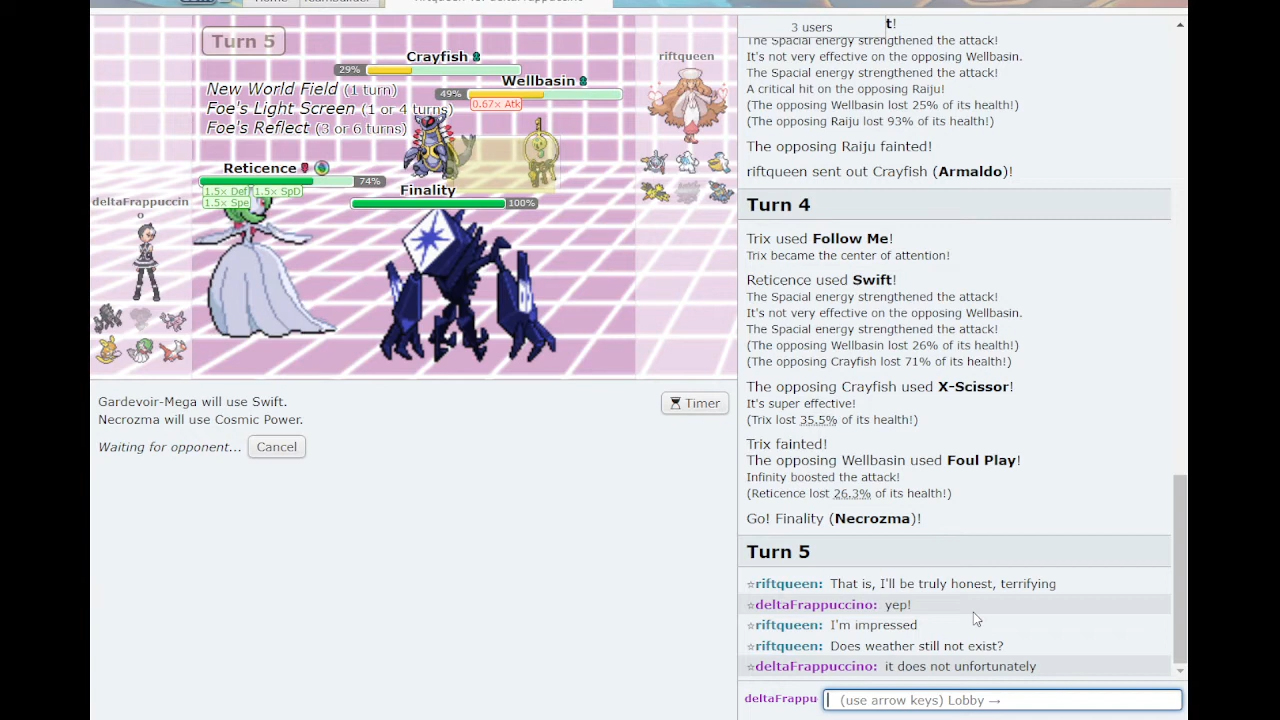 Home Teambuilder riftqueen vs. deltaFrappuccino
Turn 5
New World Field (1 turn)
Foe's Light Screen (1 or 4 turns)
Foe's Reflect (3 or 6 turns)
Crayfish
29%
Wellbasin
49%
0.67× Atk
Reticence
74%
1.5× Def 1.5× SpD
1.5× Spe
Finality
100%
riftqueen
deltaFrappuccin
o
Gardevoir-Mega will use Swift.
Necrozma will use Cosmic Power.
Waiting for opponent... Cancel
Timer
3 users
t!
The Spacial energy strengthened the attack!
It's not very effective on the opposing Wellbasin.
The Spacial energy strengthened the attack!
A critical hit on the opposing Raiju!
(The opposing Wellbasin lost 25% of its health!)
(The opposing Raiju lost 93% of its health!)
The opposing Raiju fainted!
riftqueen sent out Crayfish (Armaldo)!
Turn 4
Trix used Follow Me!
Trix became the center of attention!
Reticence used Swift!
The Spacial energy strengthened the attack!
It's not very effective on the opposing Wellbasin.
The Spacial energy strengthened the attack!
(The opposing Wellbasin lost 26% of its health!)
(The opposing Crayfish lost 71% of its health!)
The opposing Crayfish used X-Scissor!
It's super effective!
(Trix lost 35.5% of its health!)
Trix fainted!
The opposing Wellbasin used Foul Play!
Infinity boosted the attack!
(Reticence lost 26.3% of its health!)
Go! Finality (Necrozma)!
Turn 5
☆riftqueen: That is, I'll be truly honest, terrifying
☆deltaFrappuccino: yep!
☆riftqueen: I'm impressed
☆riftqueen: Does weather still not exist?
☆deltaFrappuccino: it does not unfortunately
deltaFrappu (use arrow keys) Lobby →